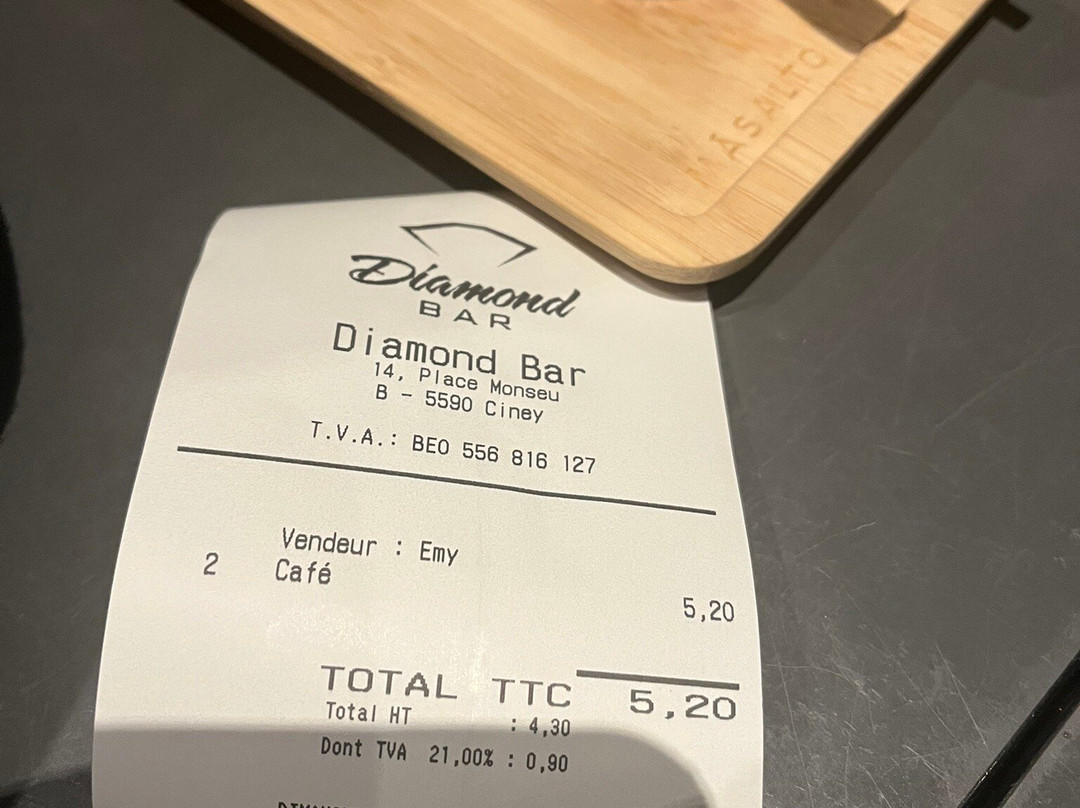 MASALTO
Diamond
BAR
Diamond Bar
14, Place Monseu
B - 5590 Ciney
T.V.A.: BE0 556 816 127
Vendeur : Emy
2 Café
5,20
TOTAL TTC 5,20
Total HT : 4,30
Dont TVA 21,00% : 0,90